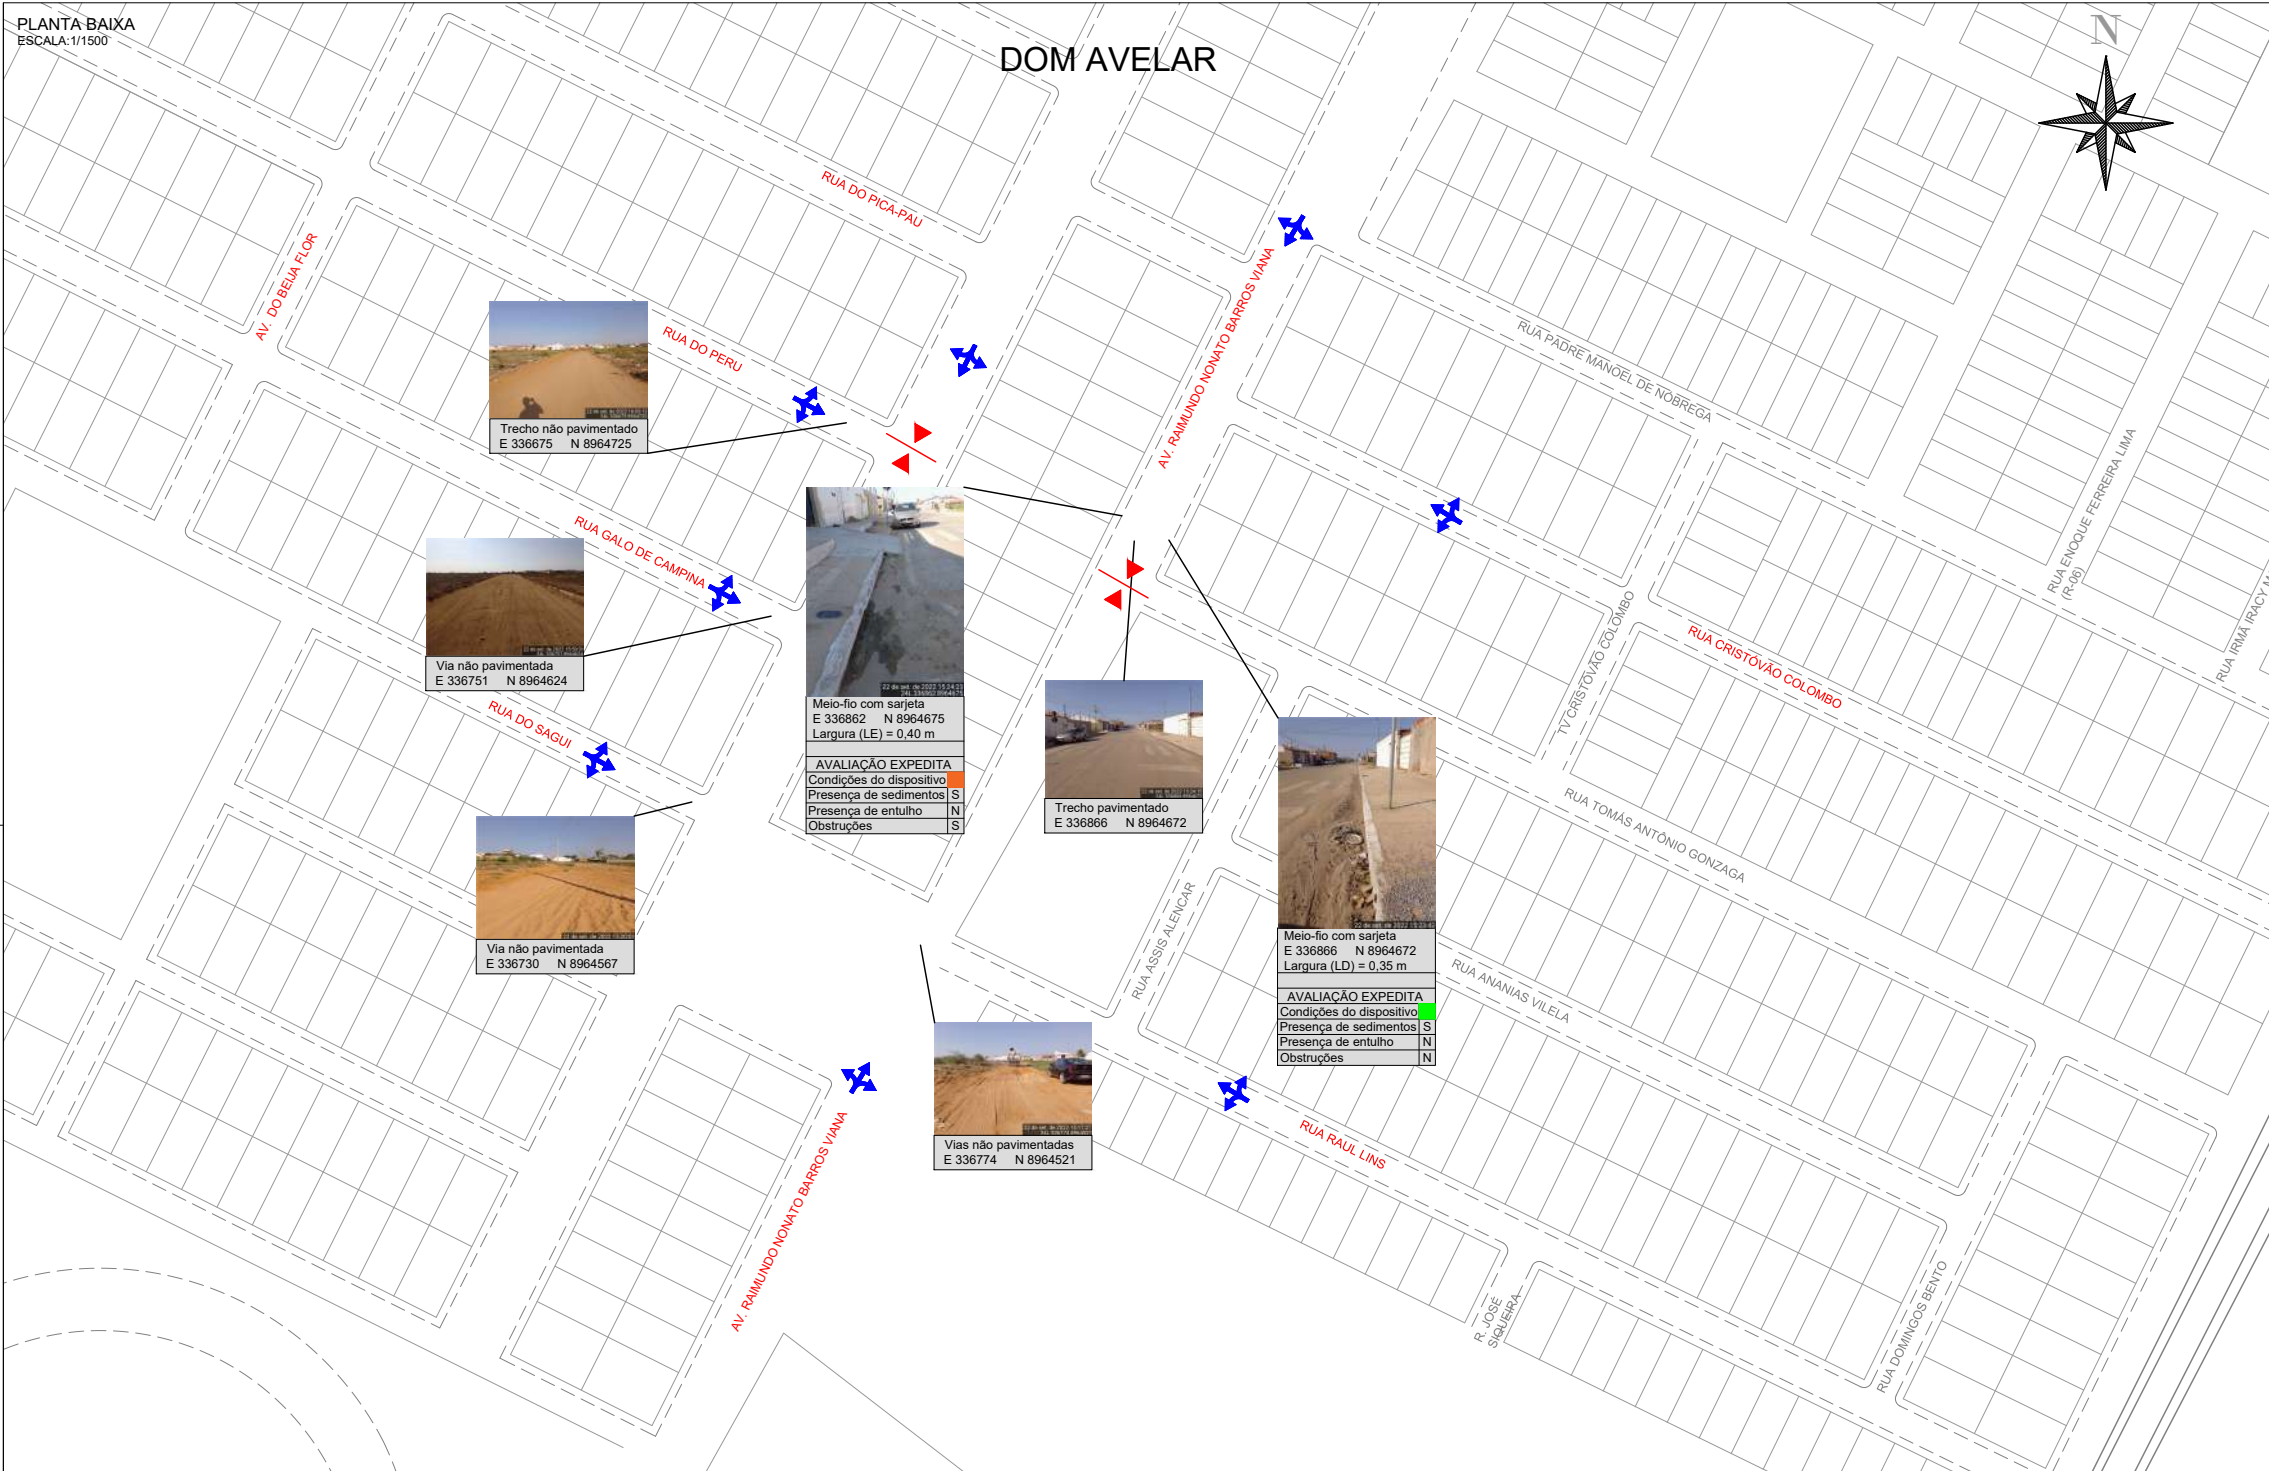 PLANTA BAIXA
ESCALA:1/1500
DOM AVELAR
N
RUA DO PICA-PAU
AV. DO BEIJA FLOR
RUA DO PERU
AV. RAIMUNDO NONATO BARROS VIANA
RUA PADRE MANOEL DE NÓBREGA
Trecho não pavimentado
E 336675 N 8964725
RUA GALO DE CAMPINA
RUA ENOQUE FERREIRA LIMA
(R-06)
RUA IRMÃ IRACY
TV CRISTÓVÃO COLOMBO
RUA CRISTÓVÃO COLOMBO
Via não pavimentada
E 336751 N 8964624
RUA DO SAGUI
Meio-fio com sarjeta
E 336862 N 8964675
Largura (LE) = 0,40 m
AVALIAÇÃO EXPEDITA
Condições do dispositivo
Presença de sedimentos S
Presença de entulho N
Obstruções S
Trecho pavimentado
E 336866 N 8964672
RUA TOMÁS ANTÔNIO GONZAGA
RUA ASSIS ALENCAR
Via não pavimentada
E 336730 N 8964567
Meio-fio com sarjeta
E 336866 N 8964672
Largura (LD) = 0,35 m
AVALIAÇÃO EXPEDITA
Condições do dispositivo
Presença de sedimentos S
Presença de entulho N
Obstruções N
RUA ANANIAS VILELA
Vias não pavimentadas
E 336774 N 8964521
RUA RAUL LINS
AV. RAIMUNDO NONATO BARROS VIANA
R. JOSÉ
SIQUEIRA
RUA DOMINGOS BENTO